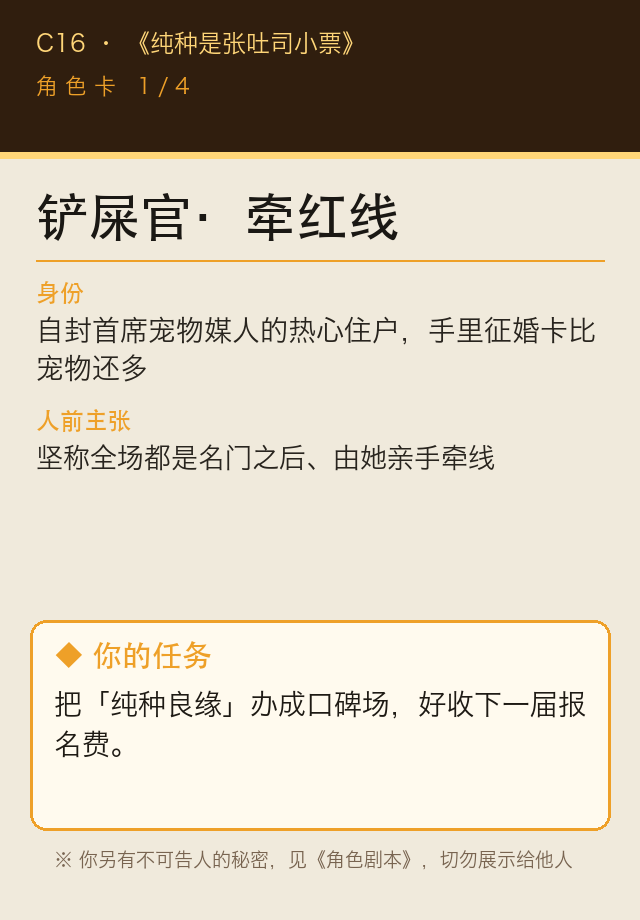 C16 · 《纯种是张吐司小票》
角色卡 1/4
铲屎官· 牵红线
身份
自封首席宠物媒人的热心住户，手里征婚卡比
宠物还多
人前主张
坚称全场都是名门之后、由她亲手牵线
◆ 你的任务
把「纯种良缘」办成口碑场，好收下一届报
名费。
※ 你另有不可告人的秘密，见《角色剧本》，切勿展示给他人